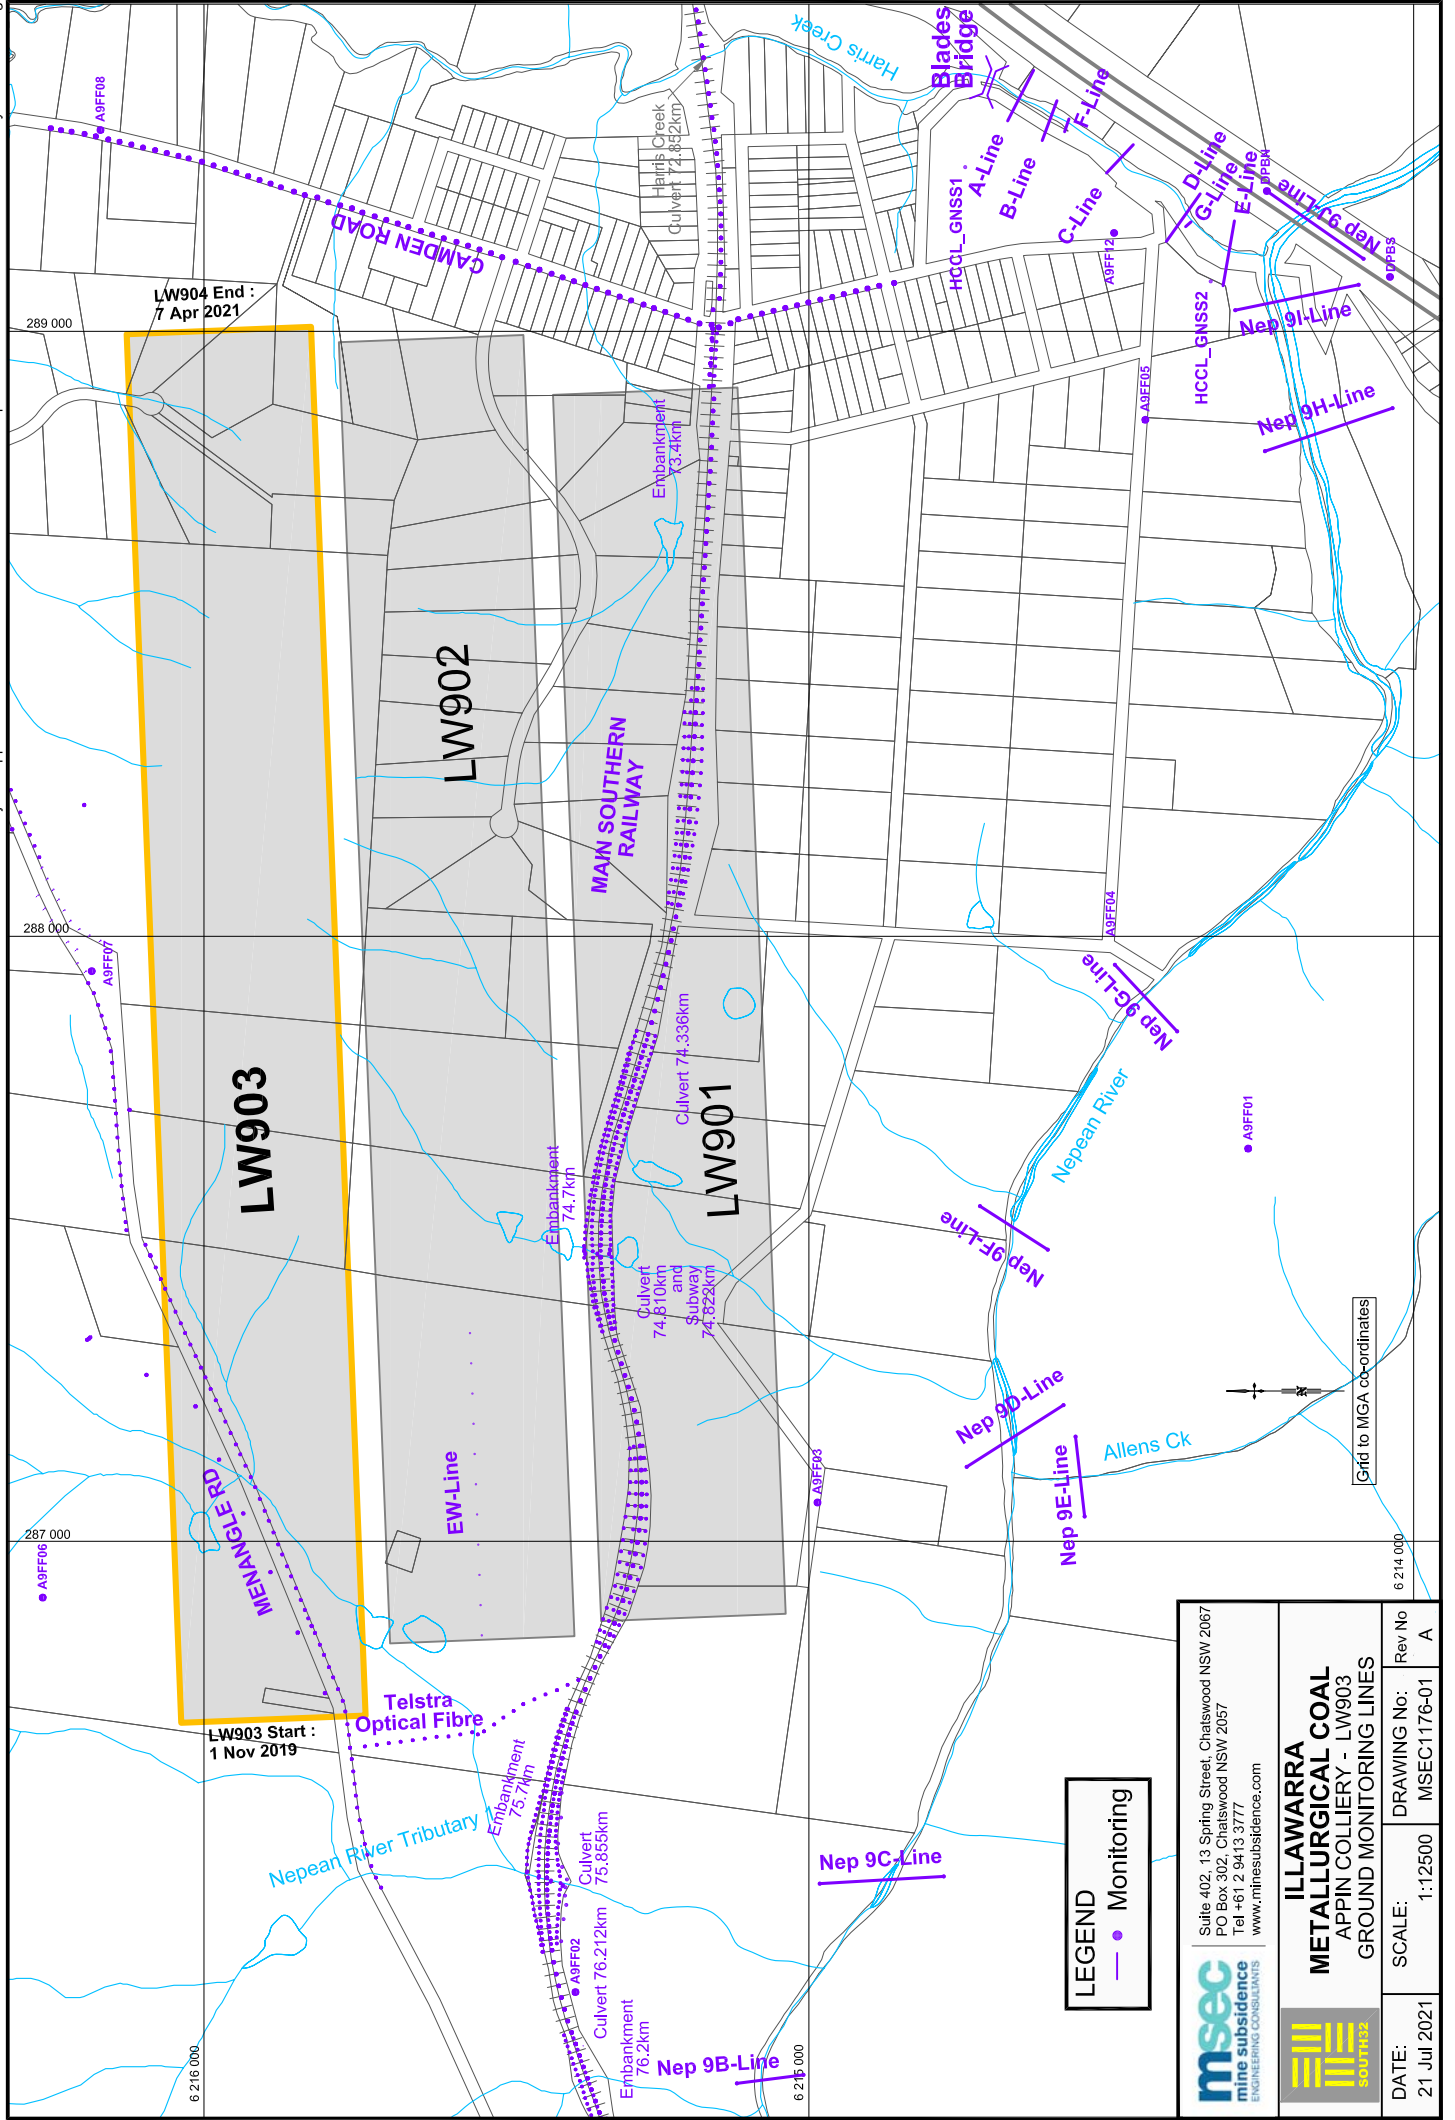 A9FF08
CAMDEN ROAD
Harris Creek
Culvert 72.852km
Harris Creek
Blades
Bridge
A-Line
B-Line
F-Line
C-Line
D-Line
G-Line
E-Line
DPBN
Nep 9J-Line
DPBS
HCCL_GNSS1
A9FF12
HCCL_GNSS2
Nep 9I-Line
Nep 9H-Line
A9FF05
LW904 End :
7 Apr 2021
289 000
Embankment
73.4km
LW902
MAIN SOUTHERN
RAILWAY
288 000
A9FF07
A9FF04
Nep 9G-Line
LW903
Culvert 74.336km
LW901
Embankment
74.7km
Culvert
74.810km
and
Subway
74.822km
Nepean River
A9FF01
Nep 9F-Line
Nep 9D-Line
Allens Ck
Nep 9E-Line
A9FF03
Grid to MGA co-ordinates
N
MENANGLE RD
EW-Line
287 000
A9FF06
6 214 000
LW903 Start :
1 Nov 2019
Telstra
Optical Fibre
Embankment
75.7km
Nepean River Tributary 1
Culvert
75.855km
A9FF02
Culvert 76.212km
Embankment
76.2km
Nep 9C-Line
Nep 9B-Line
6 216 000
6 215 000
LEGEND
Monitoring
msec
mine subsidence
ENGINEERING CONSULTANTS
Suite 402, 13 Spring Street, Chatswood NSW 2067
PO Box 302, Chatswood NSW 2057
Tel +61 2 9413 3777
www.minesubsidence.com
SOUTH32
ILLAWARRA
METALLURGICAL COAL
APPIN COLLIERY - LW903
GROUND MONITORING LINES
DATE:
21 Jul 2021
SCALE:
1:12500
DRAWING No:
MSEC1176-01
Rev No
A